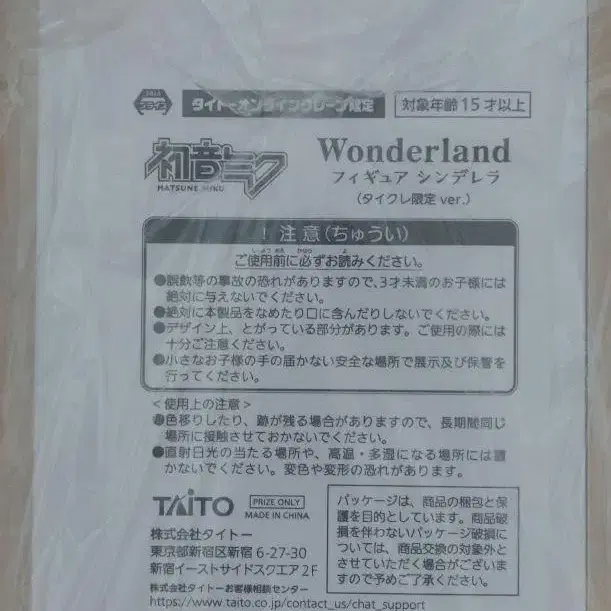 タイトーオンラインクレーン限定
対象年齢15才以上
初音ミク
HATSUNE MIKU
Wonderland
フィギュア シンデレラ
(タイクレ限定 ver.)
! 注意(ちゅうい)
ご使用前に必ずお読みください。
●誤飲等の事故の恐れがありますので、3才未満のお子様には
絶対に与えないでください。
●絶対に本製品をなめたり口に含んだりしないでください。
●デザイン上、とがっている部分があります。ご使用の際には
十分ご注意ください。
●小さなお子様の手の届かない安全な場所で展示及び保管を
行ってください。
<使用上の注意>
●色移りしたり、跡が残る場合がありますので、長期間同じ
場所に接触させておかないでください。
●直射日光の当たる場所や、高温・多湿になる場所には置
かないでください。変色や変形の恐れがあります。
TAITO
PRIZE ONLY
MADE IN CHINA
株式会社タイトー
東京都新宿区新宿 6-27-30
新宿イーストサイドスクエア 2F
株式会社タイトーお客様相談センター
https://www.taito.co.jp/contact_us/chat_support
パッケージは、商品の梱包と保
護を目的としています。商品破
損を伴わないパッケージ破損に
ついては、商品交換の対象外と
させていただく場合がございま
すので予めご了承ください。